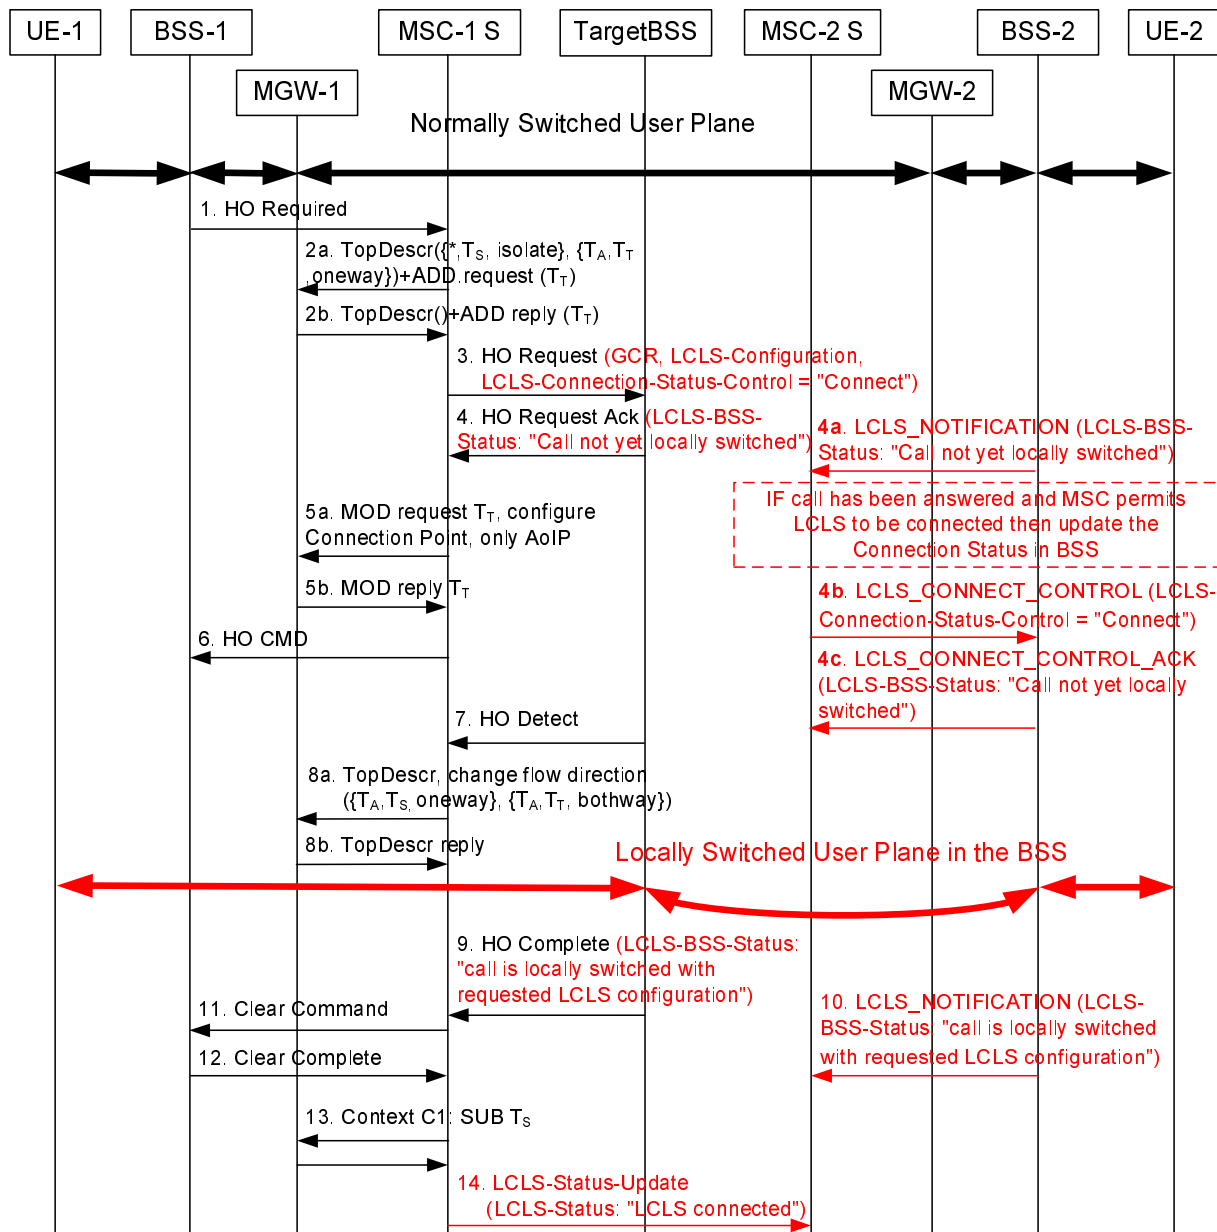 UE-1
BSS-1
MSC-1 S
TargetBSS
MSC-2 S
BSS-2
UE-2
MGW-1
MGW-2
Normally Switched User Plane
1. HO Required
2a. TopDescr({*,TS, isolate}, {TA,TT
,oneway})+ADD.request (TT)
2b. TopDescr()+ADD reply (TT)
3. HO Request (GCR, LCLS-Configuration,
LCLS-Connection-Status-Control = "Connect")
4. HO Request Ack (LCLS-BSS-
Status: "Call not yet locally switched")
4a. LCLS_NOTIFICATION (LCLS-BSS-
Status: "Call not yet locally switched")
IF call has been answered and MSC permits
LCLS to be connected then update the
Connection Status in BSS
5a. MOD request TT, configure
Connection Point, only AoIP
5b. MOD reply TT
4b. LCLS_CONNECT_CONTROL (LCLS-
Connection-Status-Control = "Connect")
6. HO CMD
4c. LCLS_CONNECT_CONTROL_ACK
(LCLS-BSS-Status: "Call not yet locally
switched")
7. HO Detect
8a. TopDescr, change flow direction
({TA,TS, oneway}, {TA,TT, bothway})
8b. TopDescr reply
Locally Switched User Plane in the BSS
9. HO Complete (LCLS-BSS-Status:
"call is locally switched with
requested LCLS configuration")
10. LCLS_NOTIFICATION (LCLS-
BSS-Status: "call is locally switched
with requested LCLS configuration")
11. Clear Command
12. Clear Complete
13. Context C1: SUB TS
14. LCLS-Status-Update
(LCLS-Status: "LCLS connected")